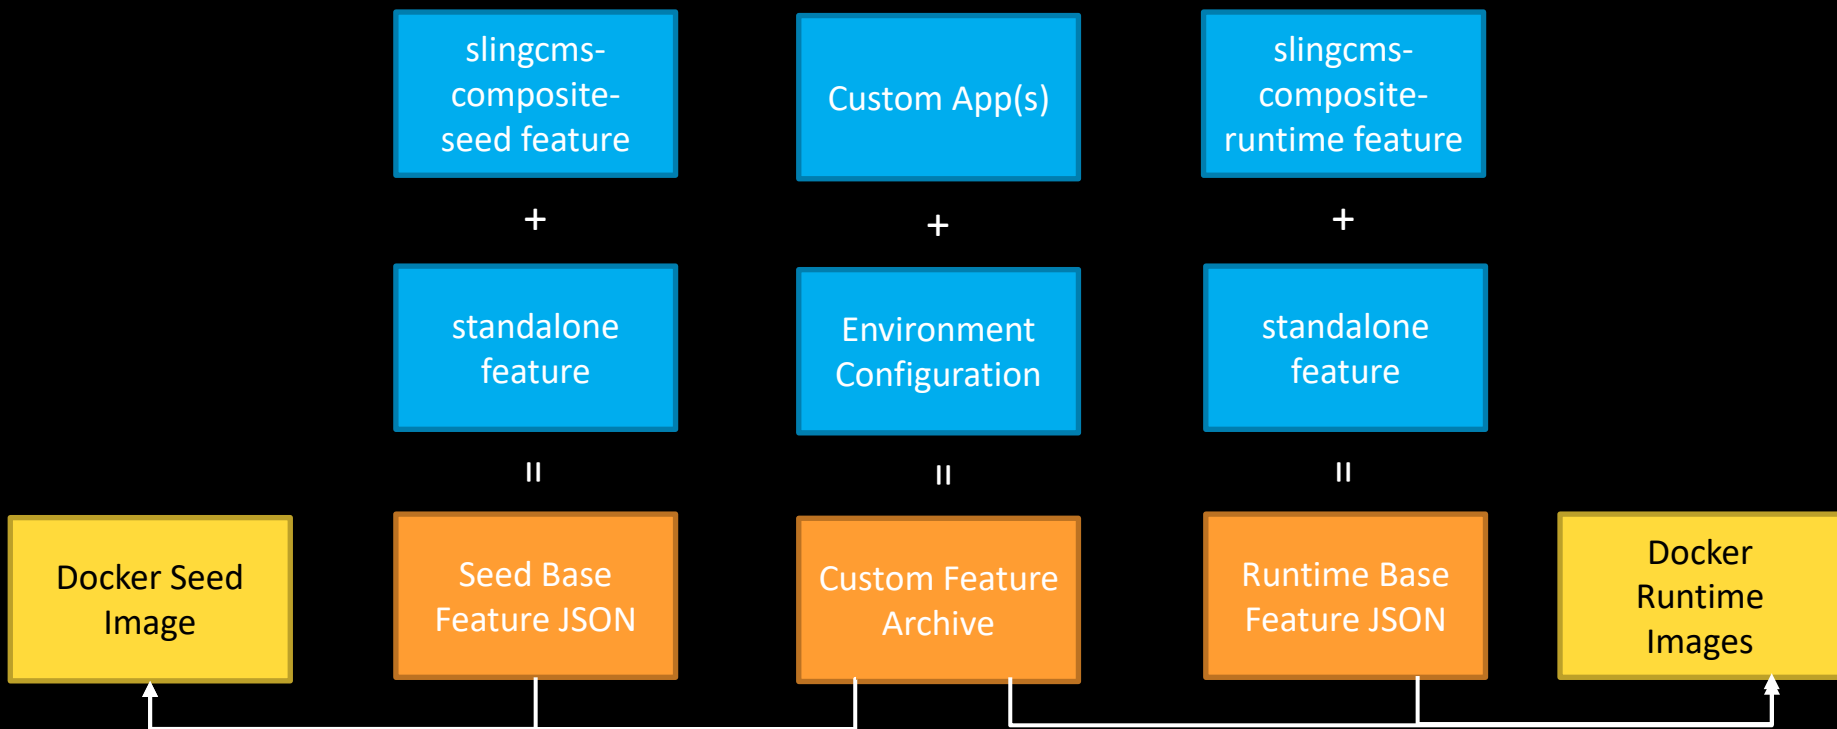 slingcms-
composite-
seed feature
+
standalone
feature
=
Seed Base
Feature JSON
Custom App(s)
+
Environment
Configuration
=
Custom Feature
Archive
slingcms-
composite-
runtime feature
+
standalone
feature
=
Runtime Base
Feature JSON
Docker Seed
Image
Docker
Runtime
Images